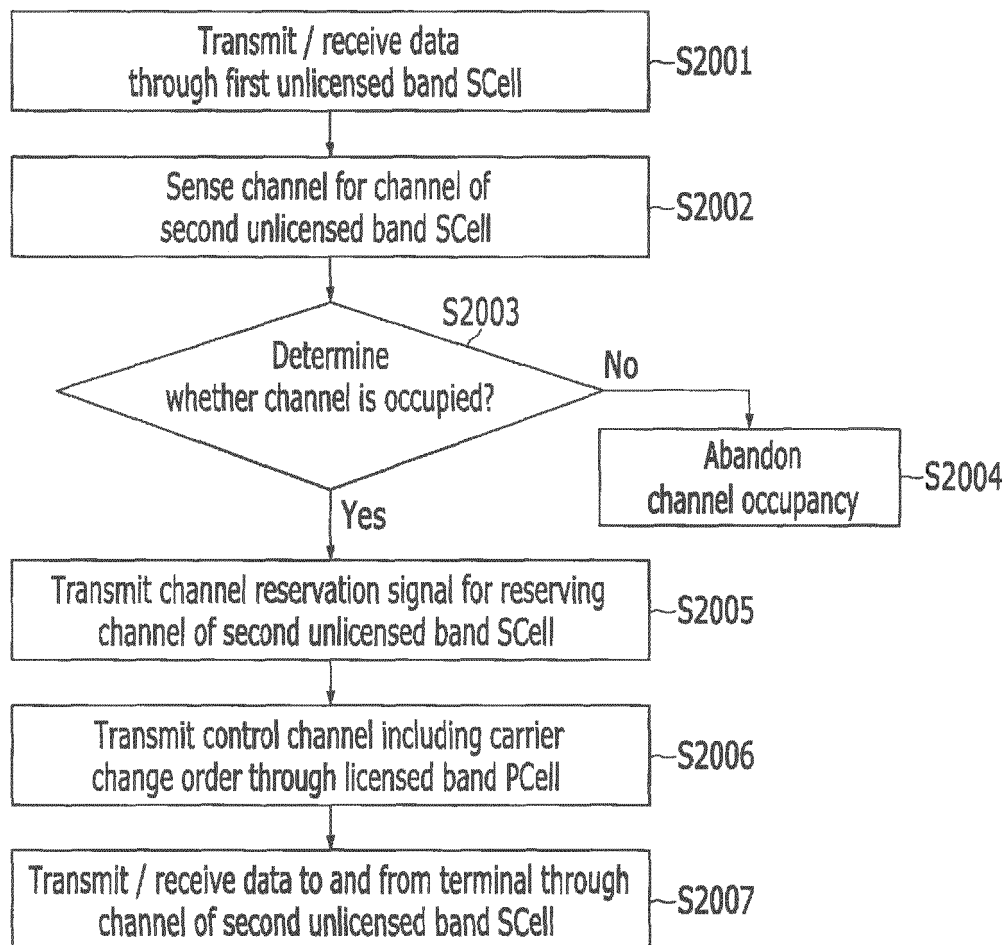 Transmit / receive data
through first unlicensed band SCell
S2001
Sense channel for channel of
second unlicensed band SCell
S2002
S2003
Determine
whether channel is occupied?
No
Abandon
channel occupancy
S2004
Yes
Transmit channel reservation signal for reserving
channel of second unlicensed band SCell
S2005
Transmit control channel including carrier
change order through licensed band PCell
S2006
Transmit / receive data to and from terminal through
channel of second unlicensed band SCell
S2007